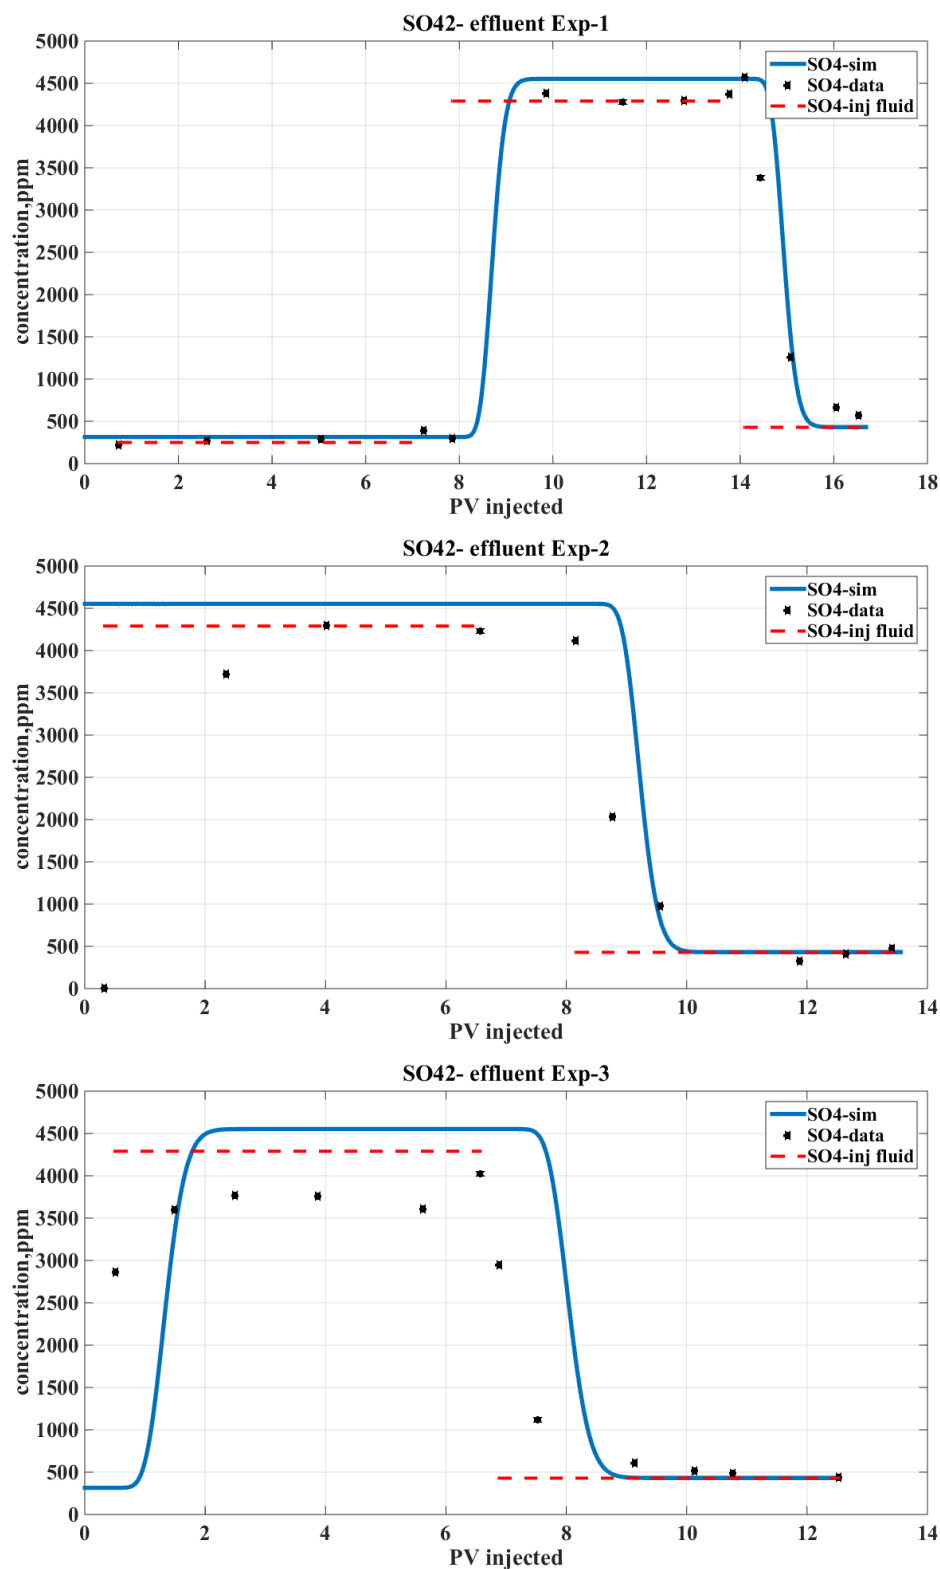 SO42- effluent Exp-1
5000
4500
4000
3500
3000
2500
2000
1500
1000
500
0
concentration,ppm
SO4-sim
SO4-data
SO4-inj fluid
0 2 4 6 8 10 12 14 16 18
PV injected
SO42- effluent Exp-2
5000
4500
4000
3500
3000
2500
2000
1500
1000
500
0
concentration,ppm
SO4-sim
SO4-data
SO4-inj fluid
0 2 4 6 8 10 12 14
PV injected
SO42- effluent Exp-3
5000
4500
4000
3500
3000
2500
2000
1500
1000
500
0
concentration,ppm
SO4-sim
SO4-data
SO4-inj fluid
0 2 4 6 8 10 12 14
PV injected